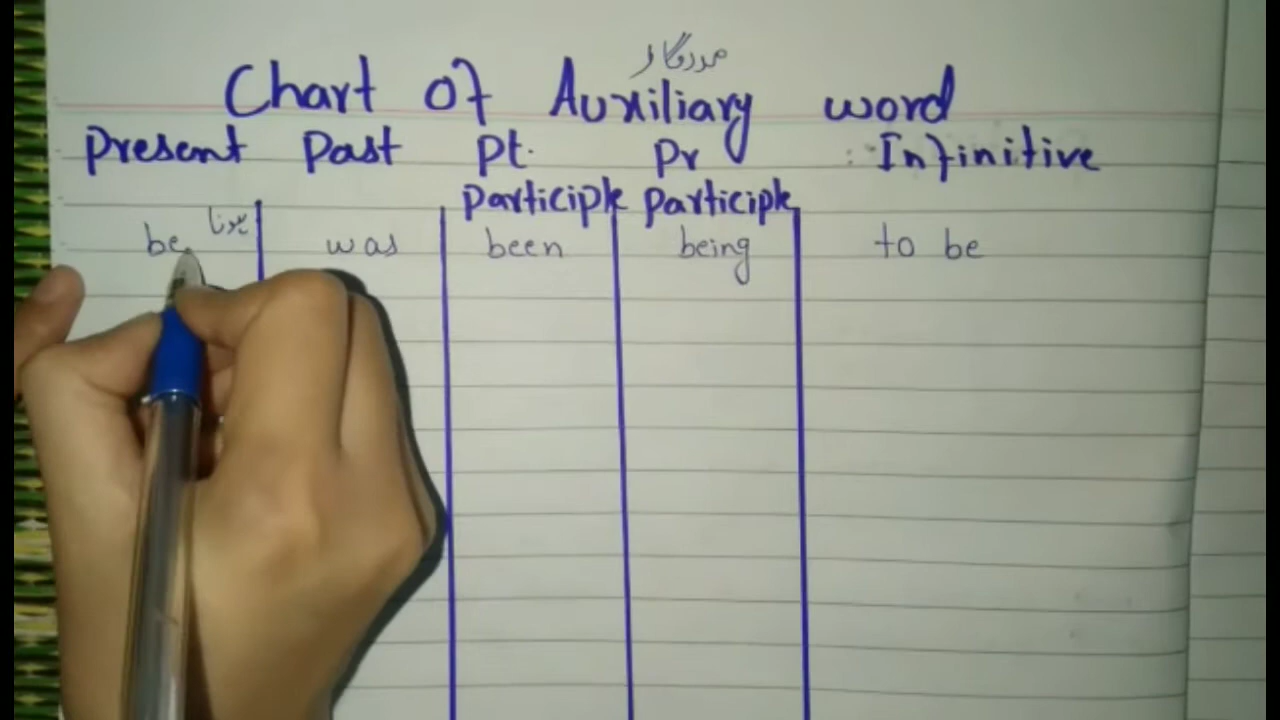 مددگار
Chart of Auxiliary word
Present Past Pt. Pr Infinitive
Participle Participle
be ہونا was been being to be